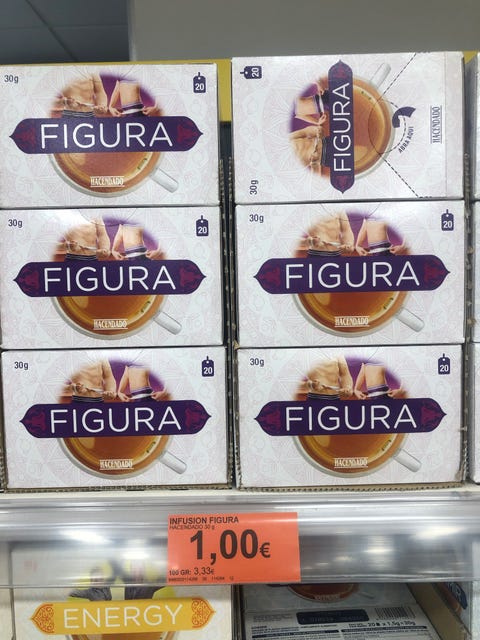 30g
20
FIGURA
HACENDADO
20
30g
FIGURA
ABRA AQUÍ
HACENDADO
30g
20
FIGURA
HACENDADO
30g
20
FIGURA
HACENDADO
30g
20
FIGURA
HACENDADO
30g
20
FIGURA
HACENDADO
INFUSION FIGURA
HACENDADO 30 g
1,00€
100 GR: 3,33€
ENERGY
20
x 1,5g=30g